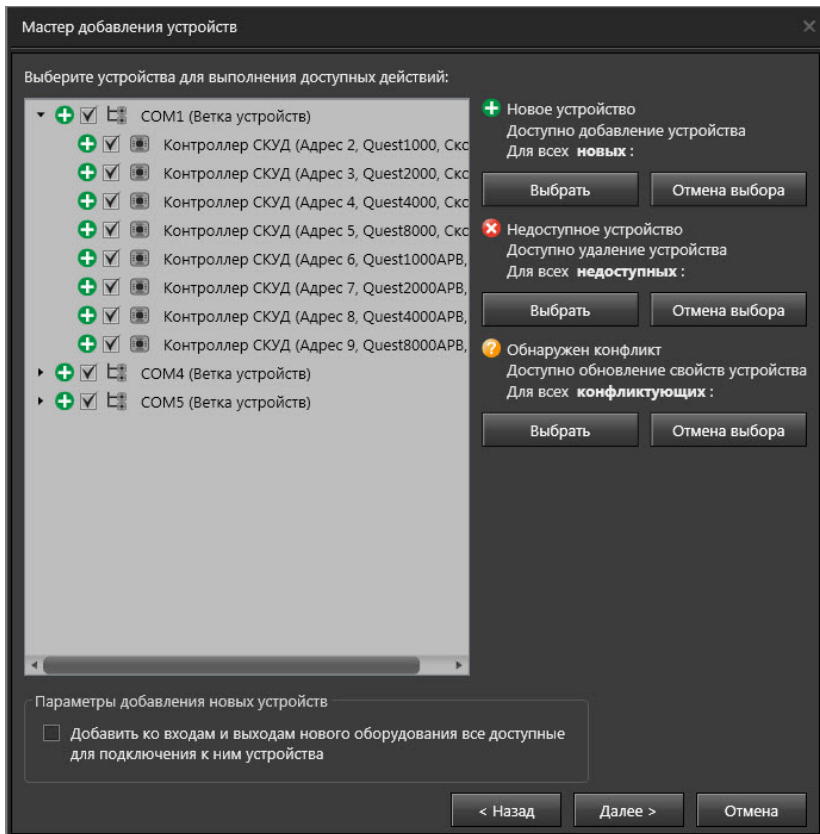 Мастер добавления устройств
Выберите устройства для выполнения доступных действий:
COM1 (Ветка устройств)
Контроллер СКУД (Адрес 2, Quest1000, Скс
Контроллер СКУД (Адрес 3, Quest2000, Скс
Контроллер СКУД (Адрес 4, Quest4000, Скс
Контроллер СКУД (Адрес 5, Quest8000, Скс
Контроллер СКУД (Адрес 6, Quest1000APB,
Контроллер СКУД (Адрес 7, Quest2000APB,
Контроллер СКУД (Адрес 8, Quest4000APB,
Контроллер СКУД (Адрес 9, Quest8000APB,
COM4 (Ветка устройств)
COM5 (Ветка устройств)
Новое устройство
Доступно добавление устройства
Для всех новых :
Выбрать
Отмена выбора
Недоступное устройство
Доступно удаление устройства
Для всех недоступных :
Выбрать
Отмена выбора
Обнаружен конфликт
Доступно обновление свойств устройства
Для всех конфликтующих :
Выбрать
Отмена выбора
Параметры добавления новых устройств
Добавить ко входам и выходам нового оборудования все доступные
для подключения к ним устройства
< Назад
Далее >
Отмена